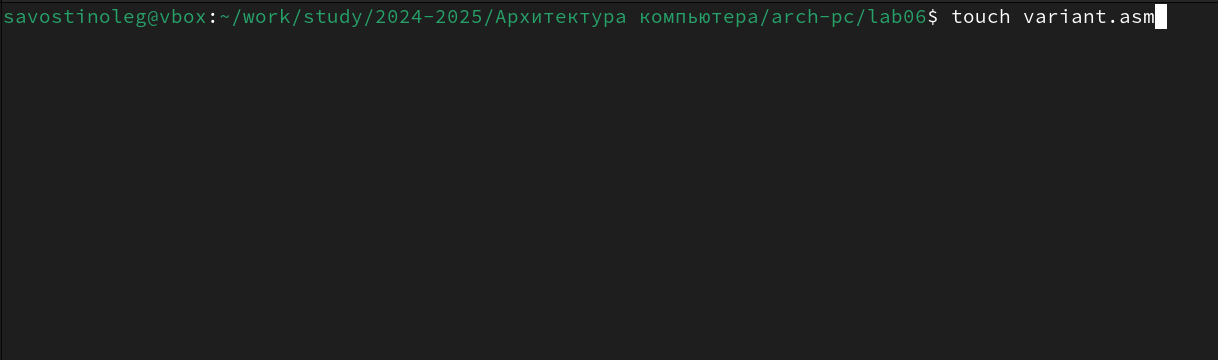 savostinoleg@vbox:~/work/study/2024-2025/Архитектура компьютера/arch-pc/lab06$ touch variant.asm